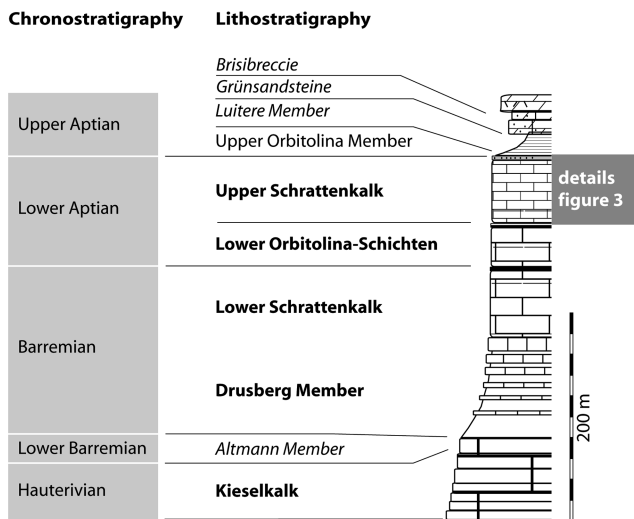 Chronostratigraphy Lithostratigraphy
Brisibreccie
Grünsandsteine
Luitere Member
Upper Aptian
Upper Orbitolina Member
details
figure 3
Upper Schrattenkalk
Lower Aptian
Lower Orbitolina-Schichten
Lower Schrattenkalk
Barremian
Drusberg Member
200 m
Lower Barremian Altmann Member
Hauterivian Kieselkalk